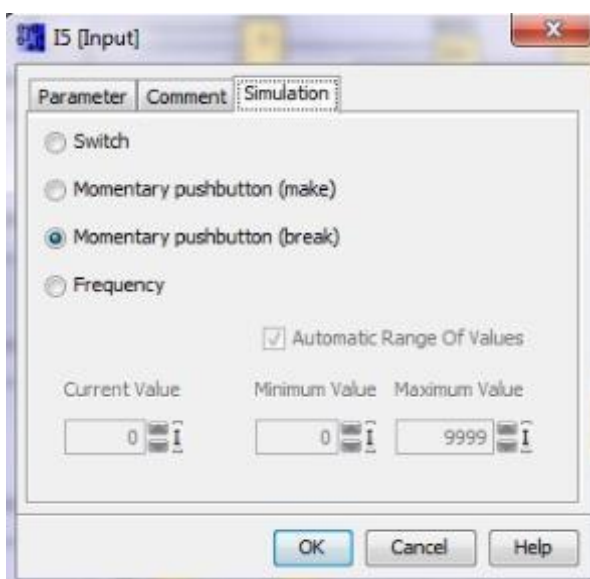 I5 [Input]
Parameter Comment Simulation
Switch
Momentary pushbutton (make)
Momentary pushbutton (break)
Frequency
Automatic Range Of Values
Current Value Minimum Value Maximum Value
0 0 9999
OK Cancel Help